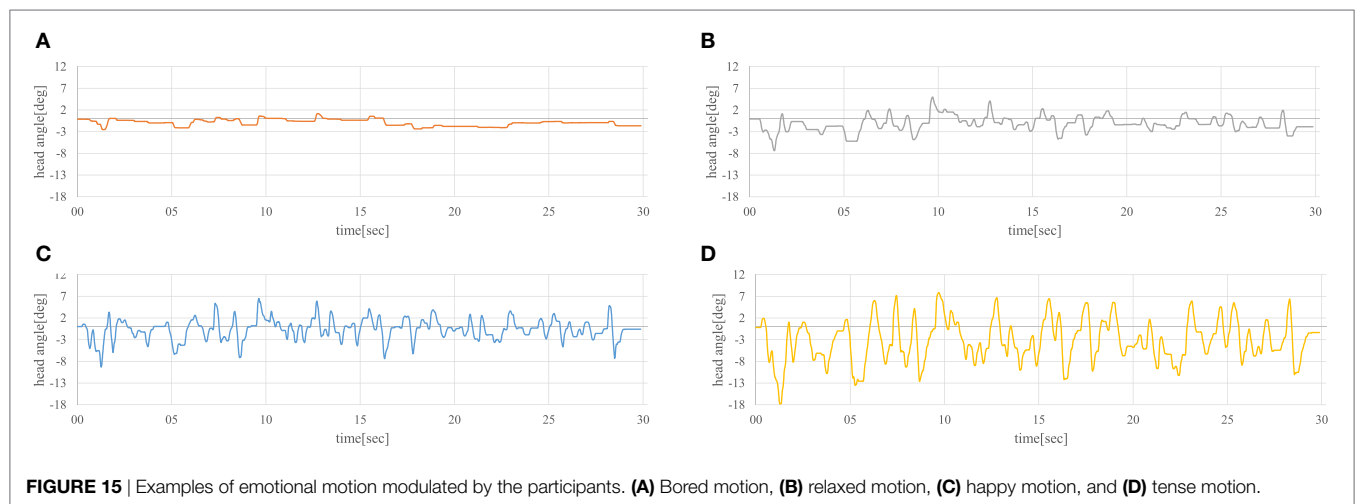 A
12
7
2
-3
-8
-13
-18
head angle[deg]
00 05 10 15 20 25 30
time[sec]
B
12
7
2
-3
-8
-13
-18
head angle[deg]
00 05 10 15 20 25 30
time[sec]
C
12
7
2
-3
-8
-13
-18
head angle[deg]
00 05 10 15 20 25 30
time[sec]
D
12
7
2
-3
-8
-13
-18
head angle[deg]
00 05 10 15 20 25 30
time[sec]
FIGURE 15 | Examples of emotional motion modulated by the participants. (A) Bored motion, (B) relaxed motion, (C) happy motion, and (D) tense motion.